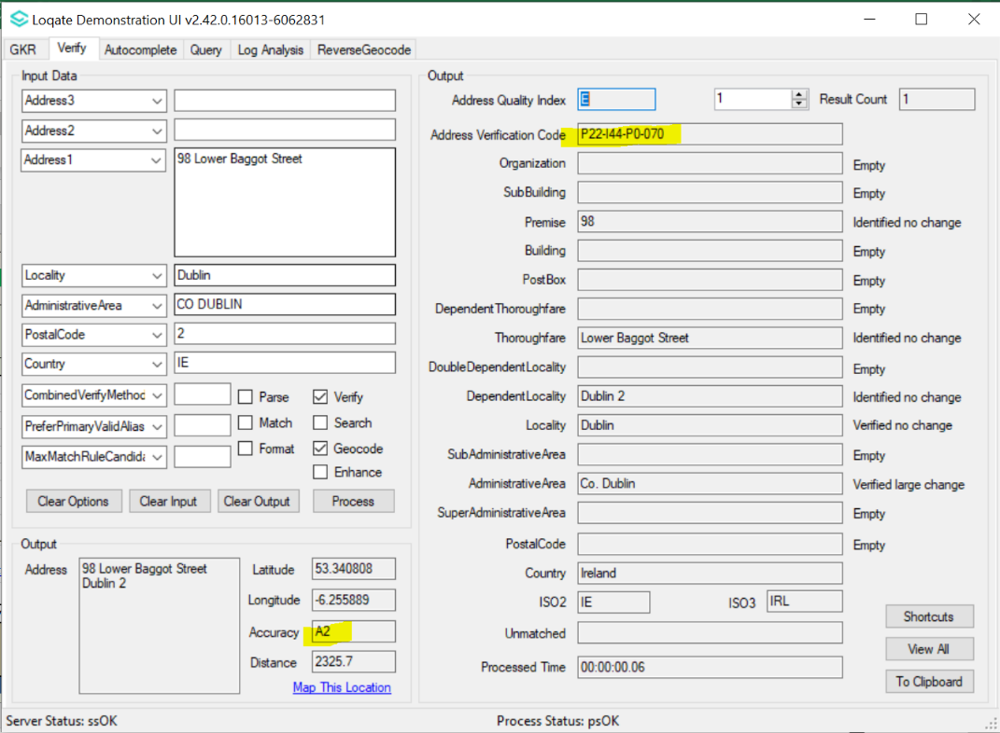 Loqate Demonstration UI v2.42.0.16013-6062831
GKR Verify Autocomplete Query Log Analysis ReverseGeocode
Input Data
Address3
Address2
Address1 98 Lower Baggot Street
Locality Dublin
AdministrativeArea CO DUBLIN
PostalCode 2
Country IE
CombinedVerifyMethoc Parse Verify
PreferPrimaryValidAlias Match Search
MaxMatchRuleCandida Format Geocode
Enhance
Clear Options Clear Input Clear Output Process
Output
Address 98 Lower Baggot Street
Dublin 2
Latitude 53.340808
Longitude -6.255889
Accuracy A2
Distance 2325.7
Map This Location
Output
Address Quality Index E 1 Result Count 1
Address Verification Code P22-I44-P0-070
Organization Empty
SubBuilding Empty
Premise 98 Identified no change
Building Empty
PostBox Empty
DependentThoroughfare Empty
Thoroughfare Lower Baggot Street Identified no change
DoubleDependentLocality Empty
DependentLocality Dublin 2 Identified no change
Locality Dublin Verified no change
SubAdministrativeArea Empty
AdministrativeArea Co. Dublin Verified large change
SuperAdministrativeArea Empty
PostalCode Empty
Country Ireland
ISO2 IE ISO3 IRL
Unmatched
Processed Time 00:00:00.06
Shortcuts
View All
To Clipboard
Server Status: ssOK Process Status: psOK